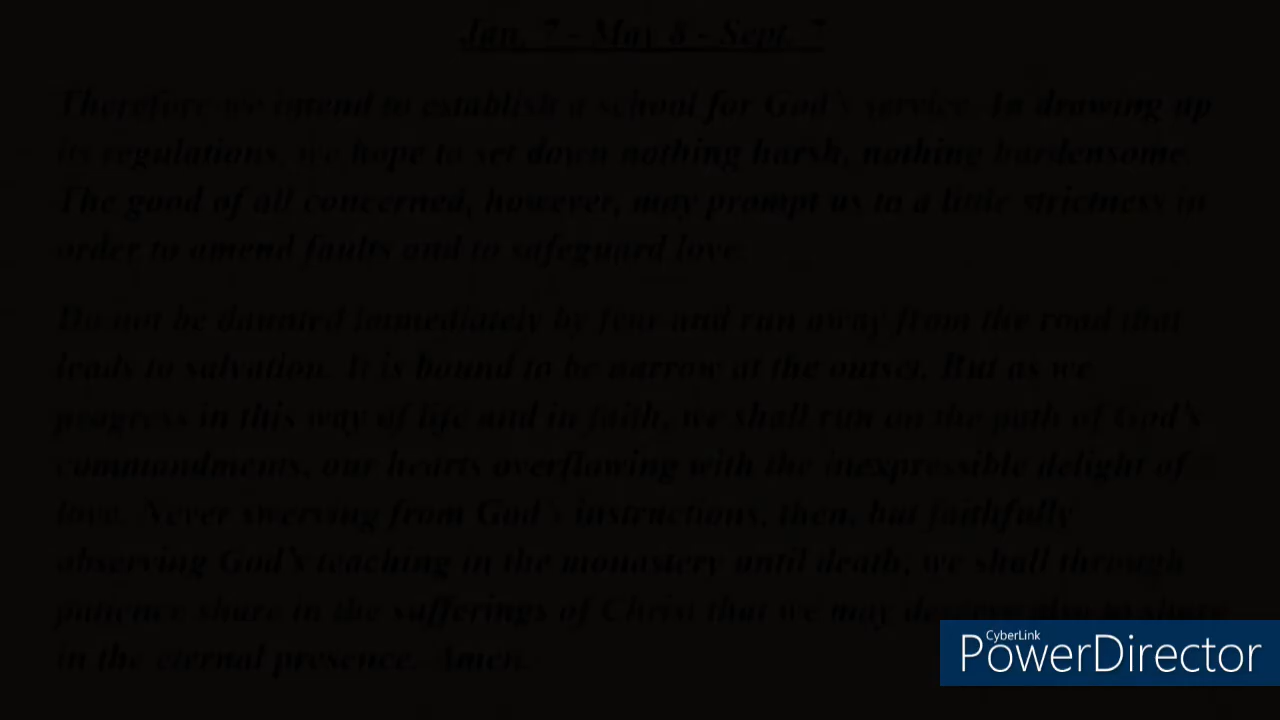 Jan. 7 - May 8 - Sept. 7
Therefore we intend to establish a school for God's service. In drawing up
its regulations, we hope to set down nothing harsh, nothing burdensome.
The good of all concerned, however, may prompt us to a little strictness in
order to amend faults and to safeguard love.
Do not be daunted immediately by fear and run away from the road that
leads to salvation. It is bound to be narrow at the outset. But as we
progress in this way of life and in faith, we shall run on the path of God's
commandments, our hearts overflowing with the inexpressible delight of
love. Never swerving from God's instructions, then, but faithfully
observing God's teaching in the monastery until death, we shall through
patience share in the sufferings of Christ that we may deserve also to share
in the eternal presence. Amen.
CyberLink
PowerDirector